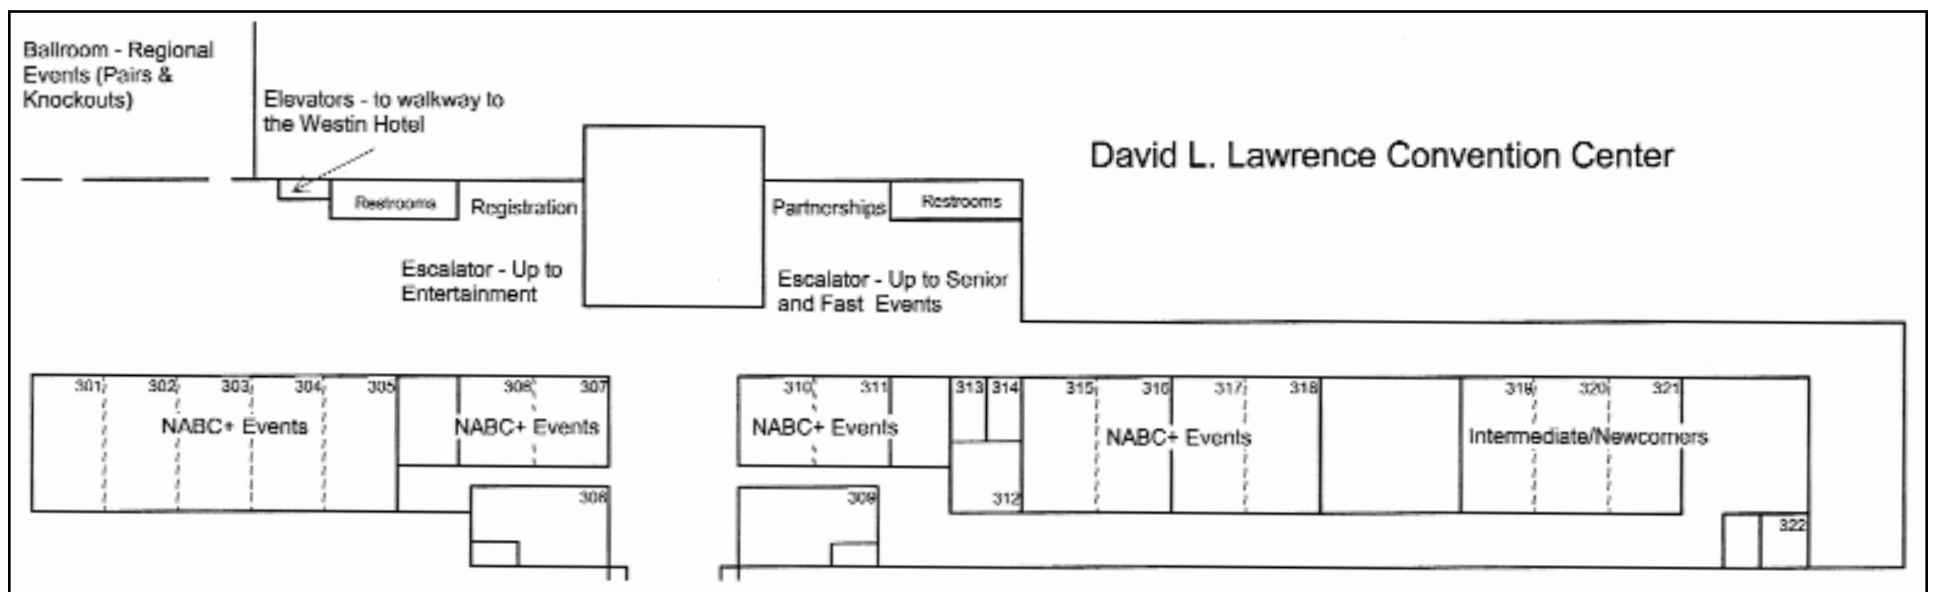 Ballroom - Regional
Events (Pairs &
Knockouts)
Elevators - to walkway to
the Westin Hotel
David L. Lawrence Convention Center
Restrooms
Registration
Partnerships
Restrooms
Escalator - Up to
Entertainment
Escalator - Up to Senior
and Fast Events
301 302 303 304 305 306 307 310 311 313 314 315 316 317 318 319 320 321
NABC+ Events
NABC+ Events
NABC+ Events
NABC+ Events
Intermediate/Newcomers
308 309 312
322